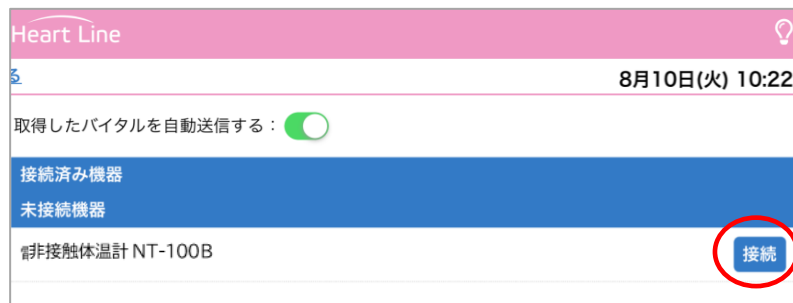 Heart Line
る
8月10日(火) 10:22
取得したバイタルを自動送信する：
接続済み機器
未接続機器
非接触体温計 NT-100B
接続